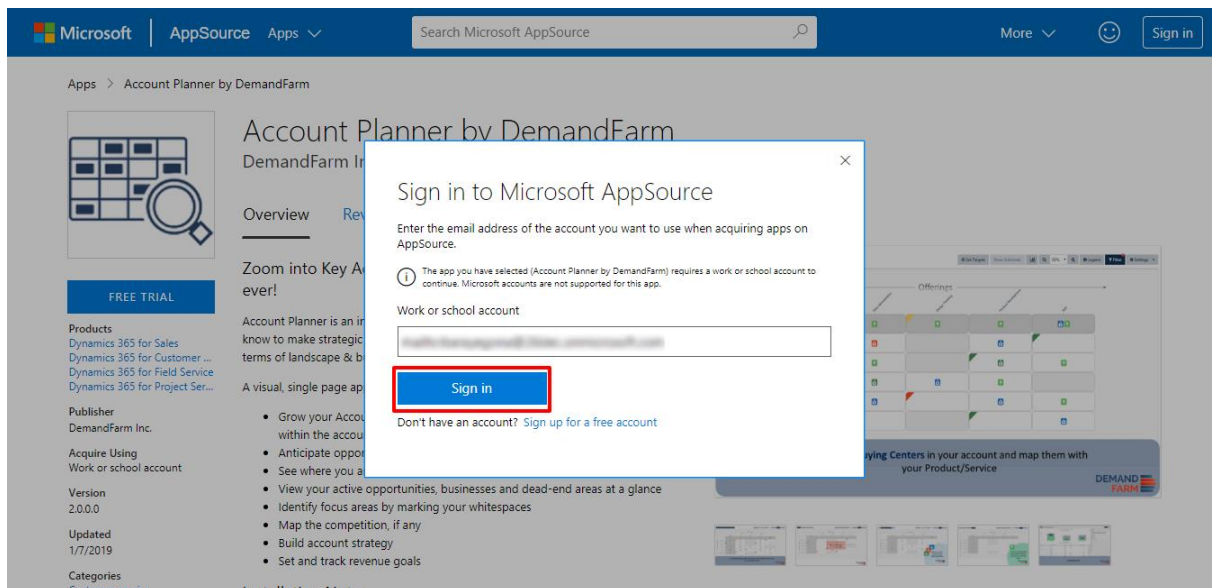 Microsoft
AppSource
Apps
Search Microsoft AppSource
More
Sign in
Apps > Account Planner by DemandFarm
Account Planner by DemandFarm
DemandFarm In
Overview
Rev
Zoom into Key A
ever!
Account Planner is an in
know to make strategic
terms of landscape & b
A visual, single page ap
• Grow your Accou
within the accou
• Anticipate oppor
• See where you a
• View your active opportunities, businesses and dead-end areas at a glance
• Identify focus areas by marking your whitespaces
• Map the competition, if any
• Build account strategy
• Set and track revenue goals
FREE TRIAL
Products
Dynamics 365 for Sales
Dynamics 365 for Customer ...
Dynamics 365 for Field Service
Dynamics 365 for Project Ser...
Publisher
DemandFarm Inc.
Acquire Using
Work or school account
Version
2.0.0.0
Updated
1/7/2019
Categories
Sign in to Microsoft AppSource
Enter the email address of the account you want to use when acquiring apps on
AppSource.
The app you have selected (Account Planner by DemandFarm) requires a work or school account to
continue. Microsoft accounts are not supported for this app.
Work or school account
Sign in
Don't have an account? Sign up for a free account
Offerings
uying Centers in your account and map them with
your Product/Service
DEMAND
FARM